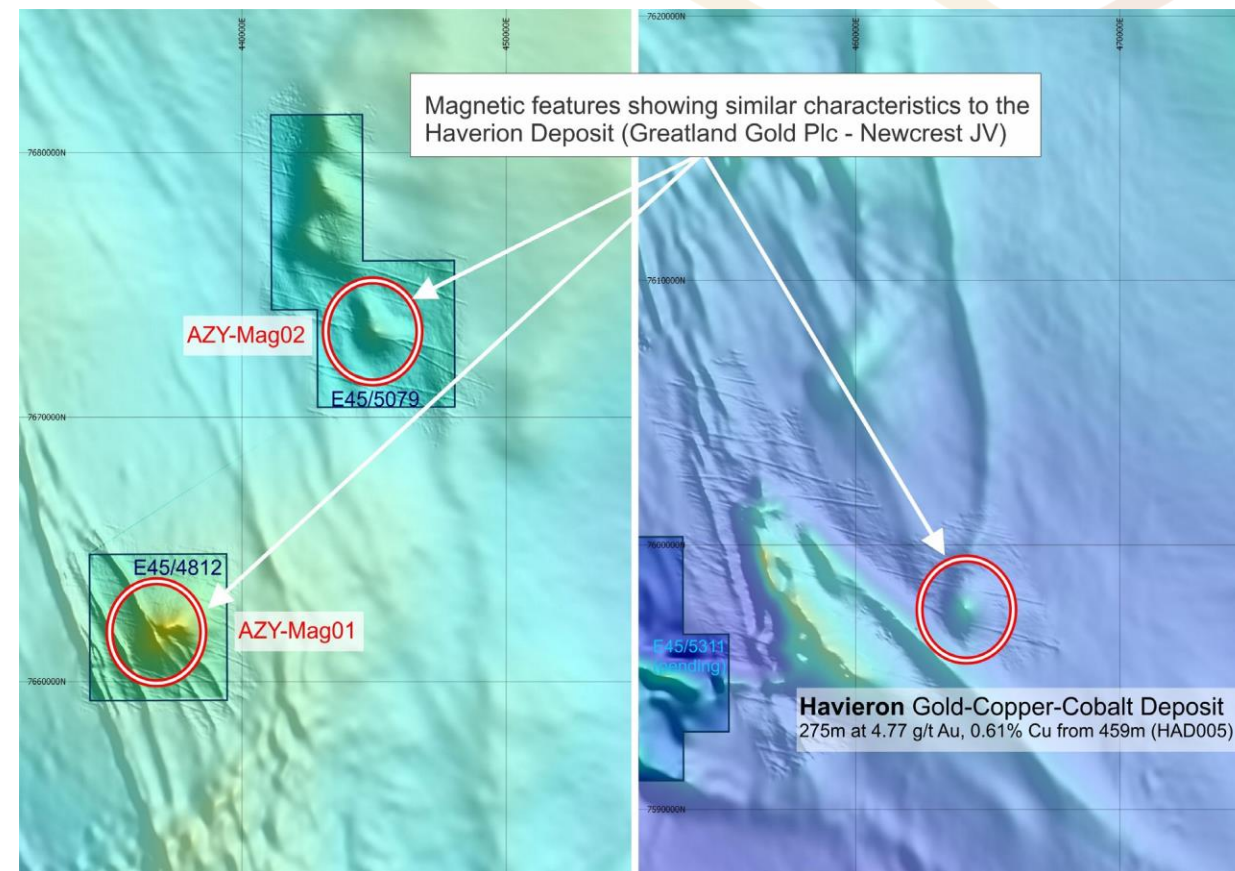 440000E
450000E
7620000N
460000E
470000E
Magnetic features showing similar characteristics to the
Haverion Deposit (Greatland Gold Plc - Newcrest JV)
7680000N
7610000N
AZY-Mag02
E45/5079
7670000N
7600000N
E45/4812
AZY-Mag01
E45/5311
(pending)
7660000N
Havieron Gold-Copper-Cobalt Deposit
275m at 4.77 g/t Au, 0.61% Cu from 459m (HAD005)
7590000N